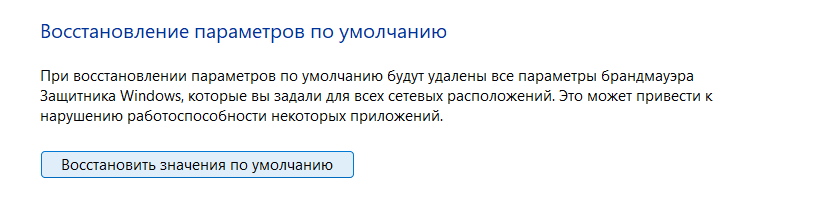 Восстановление параметров по умолчанию
При восстановлении параметров по умолчанию будут удалены все параметры брандмауэра
Защитника Windows, которые вы задали для всех сетевых расположений. Это может привести к
нарушению работоспособности некоторых приложений.
Восстановить значения по умолчанию